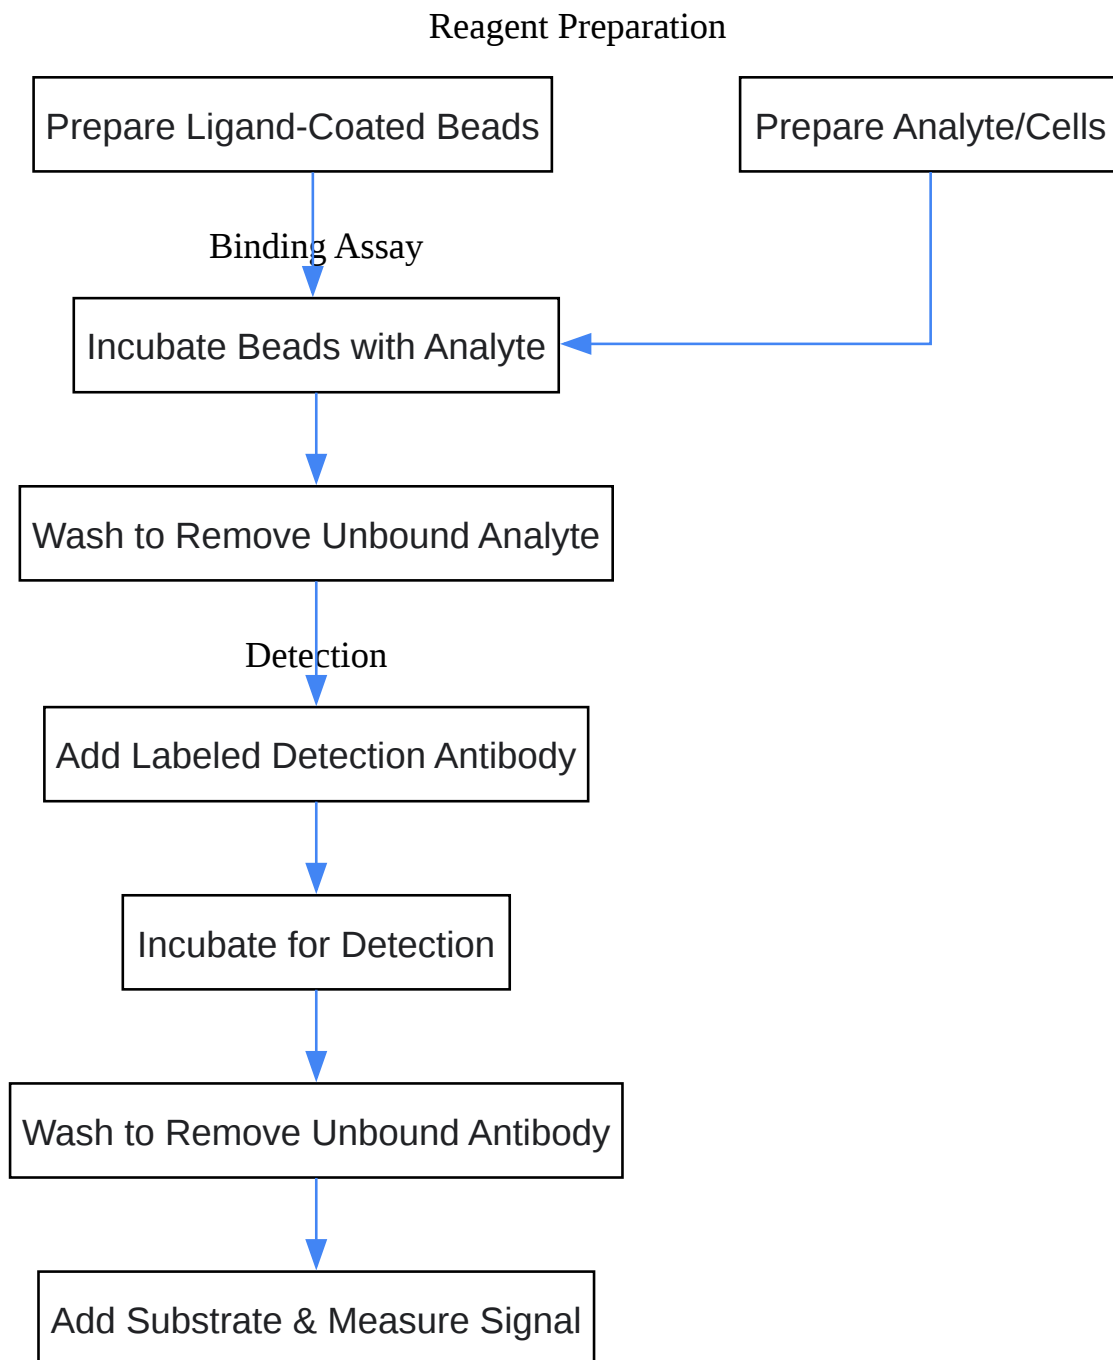 Reagent Preparation
Prepare Ligand-Coated Beads
Prepare Analyte/Cells
Binding Assay
Incubate Beads with Analyte
Wash to Remove Unbound Analyte
Detection
Add Labeled Detection Antibody
Incubate for Detection
Wash to Remove Unbound Antibody
Add Substrate & Measure Signal